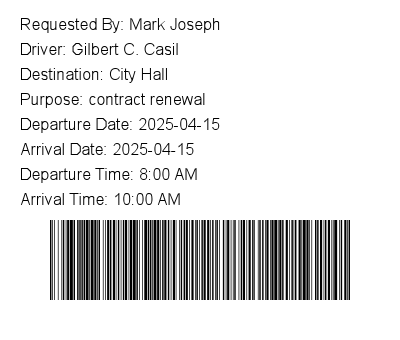 Requested By: Mark Joseph
Driver: Gilbert C. Casil
Destination: City Hall
Purpose: contract renewal
Departure Date: 2025-04-15
Arrival Date: 2025-04-15
Departure Time: 8:00 AM
Arrival Time: 10:00 AM